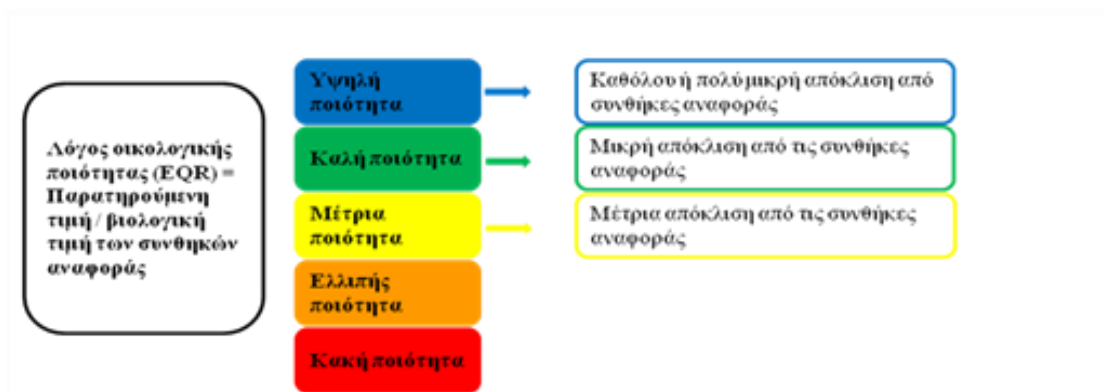 Λόγος οικολογικής
ποιότητας (EQR) =
Παρατηρούμενη
τιμή / βιολογική
τιμή των συνθηκών
αναφοράς
Υψηλή
ποιότητα
Καθόλου ή πολύ μικρή απόκλιση από
συνθήκες αναφοράς
Καλή ποιότητα
Μικρή απόκλιση από τις συνθήκες
αναφοράς
Μέτρια
ποιότητα
Μέτρια απόκλιση από τις συνθήκες
αναφοράς
Ελλιπής
ποιότητα
Κακή ποιότητα